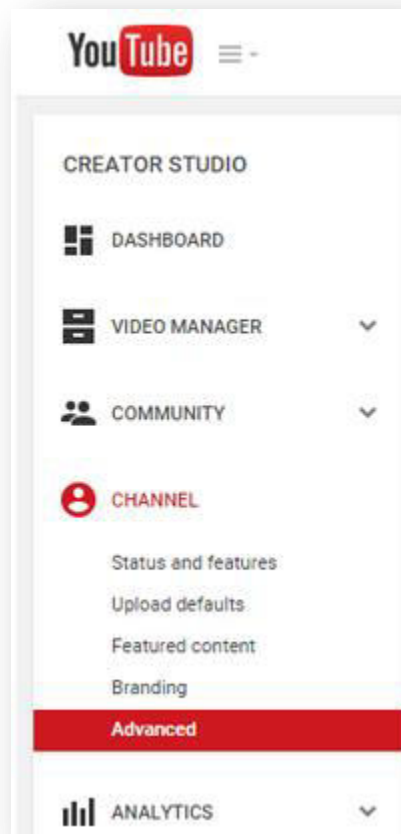 YouTube
CREATOR STUDIO
DASHBOARD
VIDEO MANAGER
COMMUNITY
CHANNEL
Status and features
Upload defaults
Featured content
Branding
Advanced
ANALYTICS